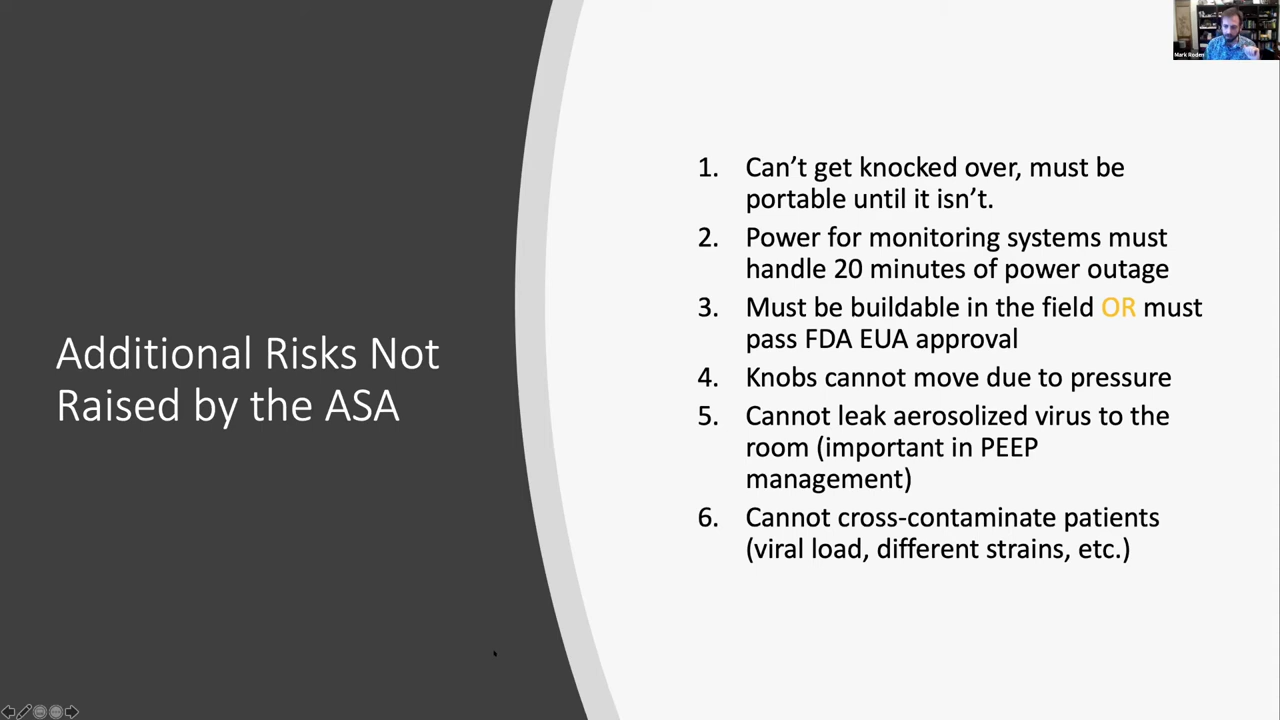 Mark Roden
Additional Risks Not
Raised by the ASA
1. Can’t get knocked over, must be
portable until it isn’t.
2. Power for monitoring systems must
handle 20 minutes of power outage
3. Must be buildable in the field OR must
pass FDA EUA approval
4. Knobs cannot move due to pressure
5. Cannot leak aerosolized virus to the
room (important in PEEP
management)
6. Cannot cross-contaminate patients
(viral load, different strains, etc.)